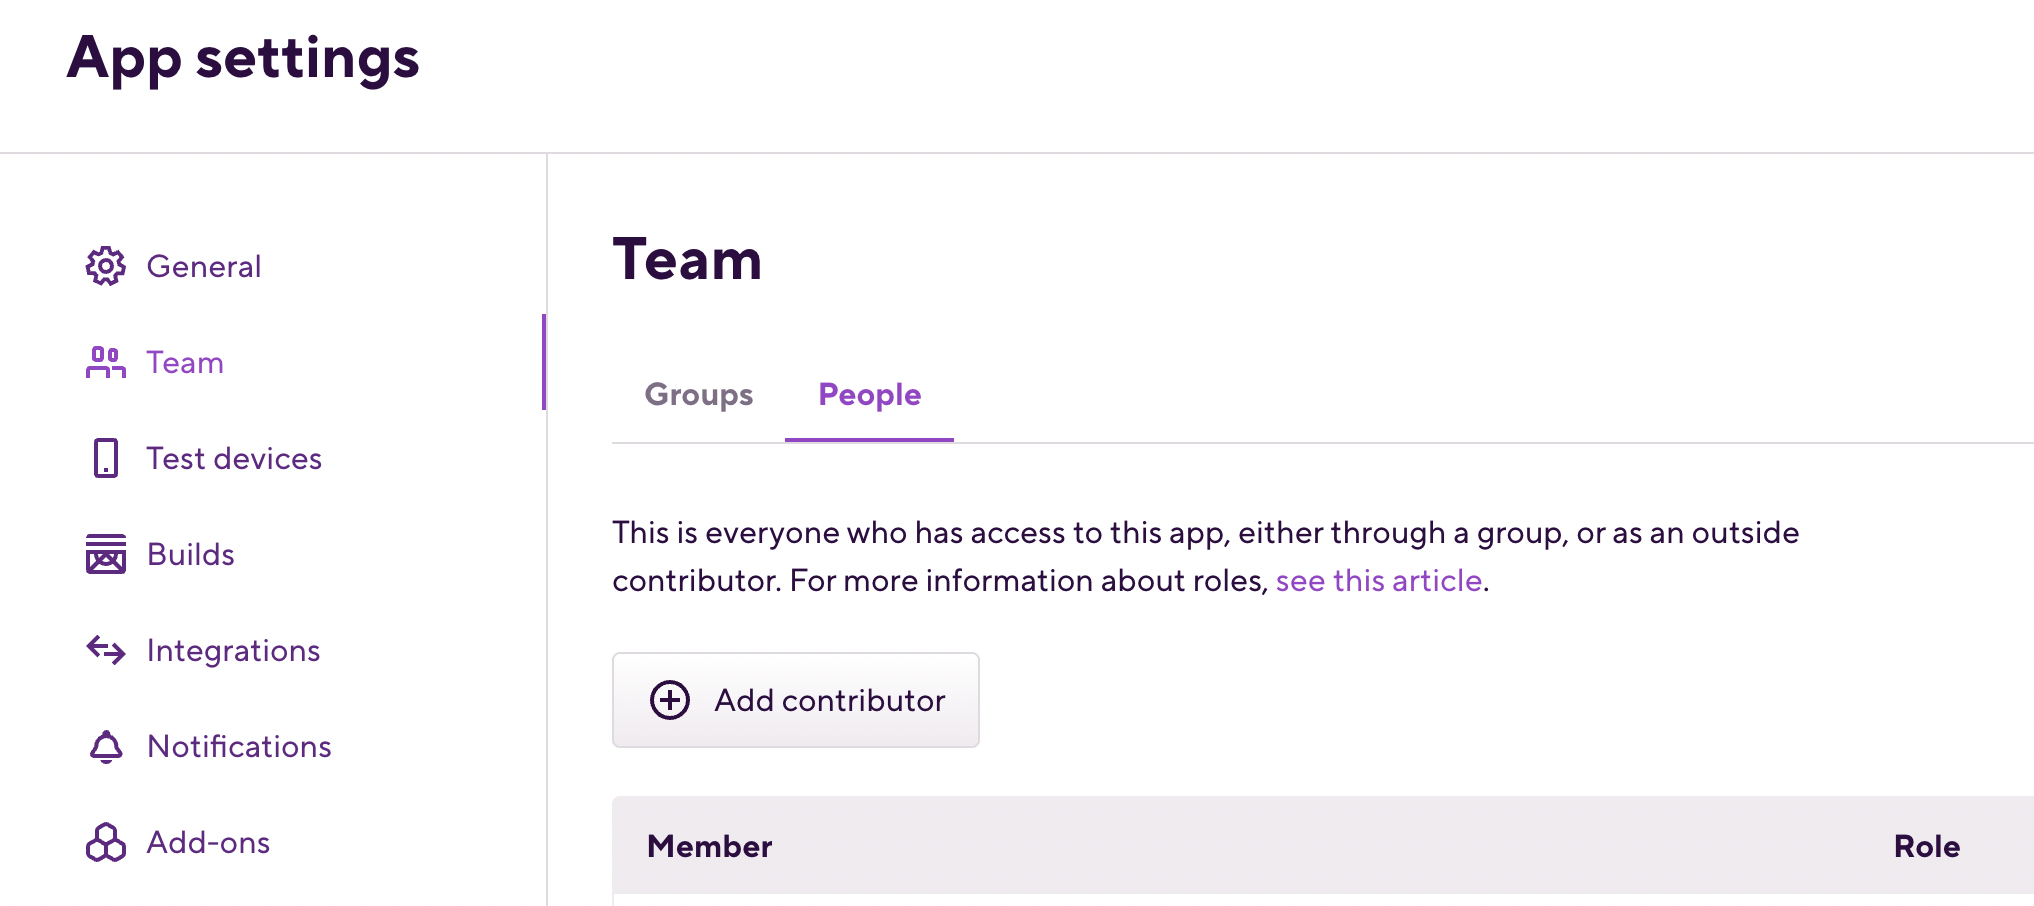 App settings
General
Team
Test devices
Builds
Integrations
Notifications
Add-ons
Team
Groups
People
This is everyone who has access to this app, either through a group, or as an outside
contributor. For more information about roles, see this article.
Add contributor
Member
Role